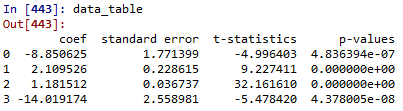 In [443]: data_table
Out[443]:
coef standard error t-statistics p-values
0 -8.850625 1.771399 -4.996403 4.836394e-07
1 2.109526 0.228615 9.227411 0.000000e+00
2 1.181512 0.036737 32.161610 0.000000e+00
3 -14.019174 2.558981 -5.478420 4.378005e-08